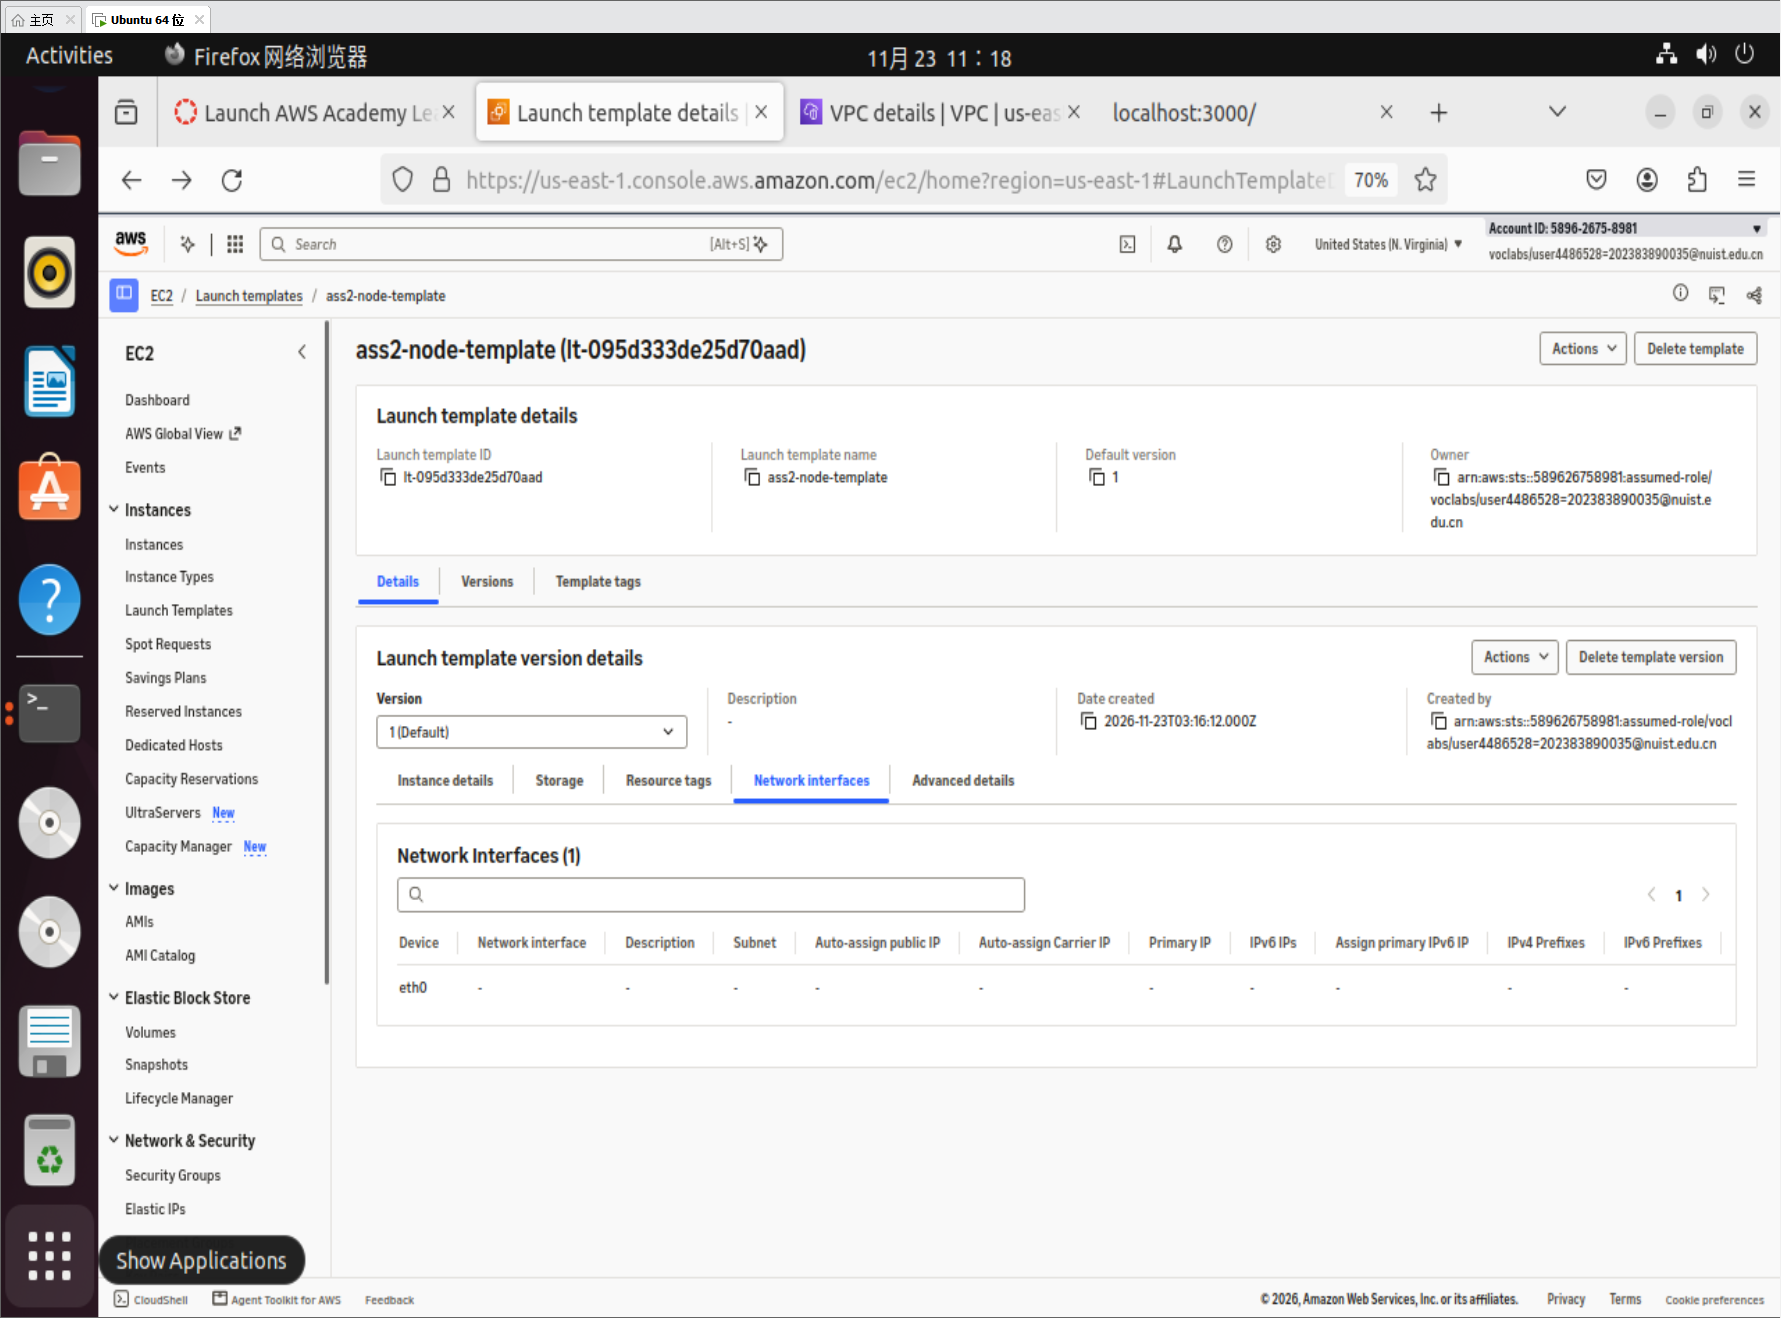 主页
Ubuntu 64 位
Activities
Firefox 网络浏览器
11月 23 11：18
Launch AWS Academy Le
Launch template details |
VPC details | VPC | us-eas
localhost:3000/
https://us-east-1.console.aws.amazon.com/ec2/home?region=us-east-1#LaunchTemplateD
70%
aws
Search
[Alt+S]
United States (N. Virginia)
Account ID: 5896-2675-8981
voclabs/user4486528=202383890035@nuist.edu.cn
EC2 / Launch templates / ass2-node-template
EC2
Dashboard
AWS Global View
Events
Instances
Instances
Instance Types
Launch Templates
Spot Requests
Savings Plans
Reserved Instances
Dedicated Hosts
Capacity Reservations
UltraServers New
Capacity Manager New
Images
AMIs
AMI Catalog
Elastic Block Store
Volumes
Snapshots
Lifecycle Manager
Network & Security
Security Groups
Elastic IPs
ass2-node-template (lt-095d333de25d70aad)
Actions
Delete template
Launch template details
Launch template ID
lt-095d333de25d70aad
Launch template name
ass2-node-template
Default version
1
Owner
arn:aws:sts::589626758981:assumed-role/
voclabs/user4486528=202383890035@nuist.e
du.cn
Details
Versions
Template tags
Launch template version details
Actions
Delete template version
Version
1 (Default)
Description
-
Date created
2026-11-23T03:16:12.000Z
Created by
arn:aws:sts::589626758981:assumed-role/vocl
abs/user4486528=202383890035@nuist.edu.cn
Instance details
Storage
Resource tags
Network interfaces
Advanced details
Network Interfaces (1)
1
Device Network interface Description Subnet Auto-assign public IP Auto-assign Carrier IP Primary IP IPv6 IPs Assign primary IPv6 IP IPv4 Prefixes IPv6 Prefixes
eth0 - - - - - - - - - -
Show Applications
CloudShell
Agent Toolkit for AWS
Feedback
© 2026, Amazon Web Services, Inc. or its affiliates.
Privacy
Terms
Cookie preferences